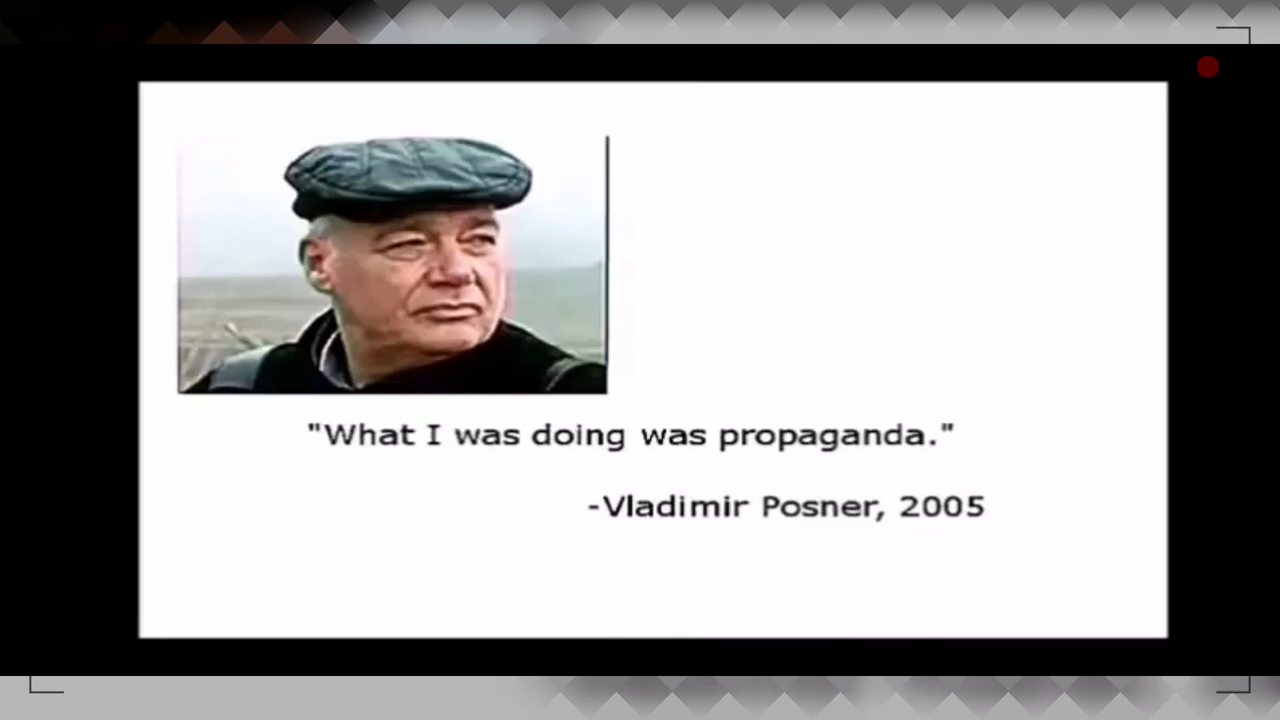 "What I was doing was propaganda."
-Vladimir Posner, 2005